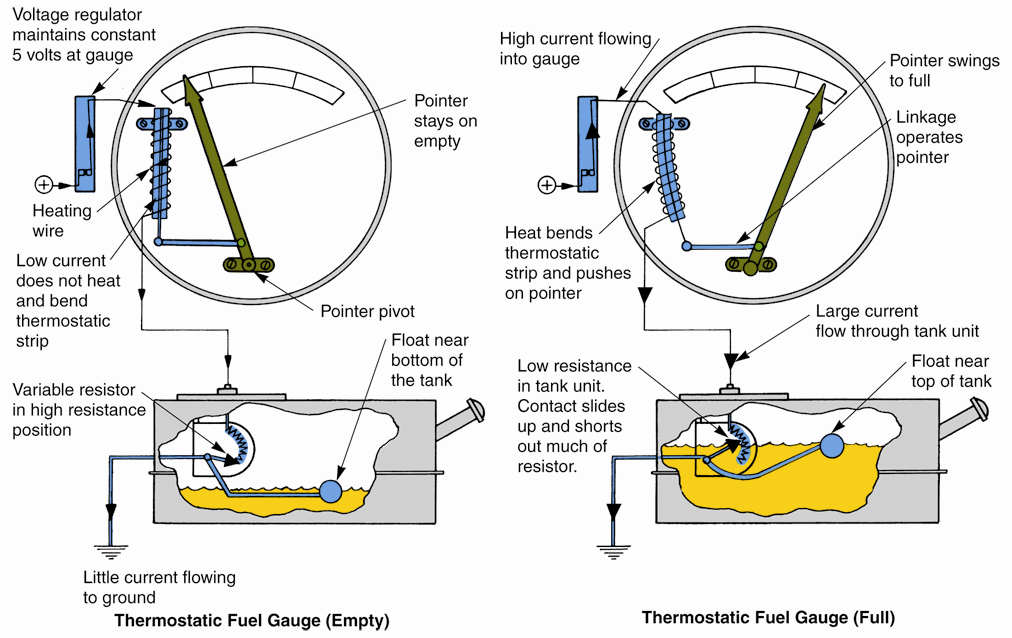 Voltage regulator
maintains constant
5 volts at gauge
Pointer
stays on
empty
Heating
wire
Low current
does not heat
and bend
thermostatic
strip
Pointer pivot
Float near
bottom of
the tank
Variable resistor
in high resistance
position
Little current flowing
to ground
Thermostatic Fuel Gauge (Empty)
High current flowing
into gauge
Pointer swings
to full
Linkage
operates
pointer
Heat bends
thermostatic
strip and pushes
on pointer
Large current
flow through tank unit
Low resistance
in tank unit.
Contact slides
up and shorts
out much of
resistor.
Float near
top of tank
Thermostatic Fuel Gauge (Full)